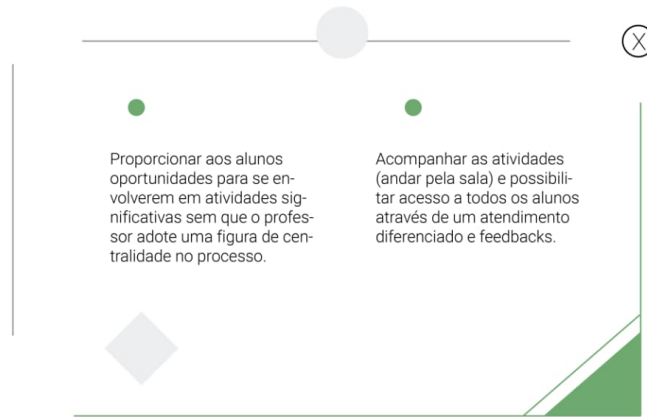 X
Proporcionar aos alunos
oportunidades para se en-
volverem em atividades sig-
nificativas sem que o profes-
sor adote uma figura de cen-
tralidade no processo.
Acompanhar as atividades
(andar pela sala) e possibili-
tar acesso a todos os alunos
através de um atendimento
diferenciado e feedbacks.